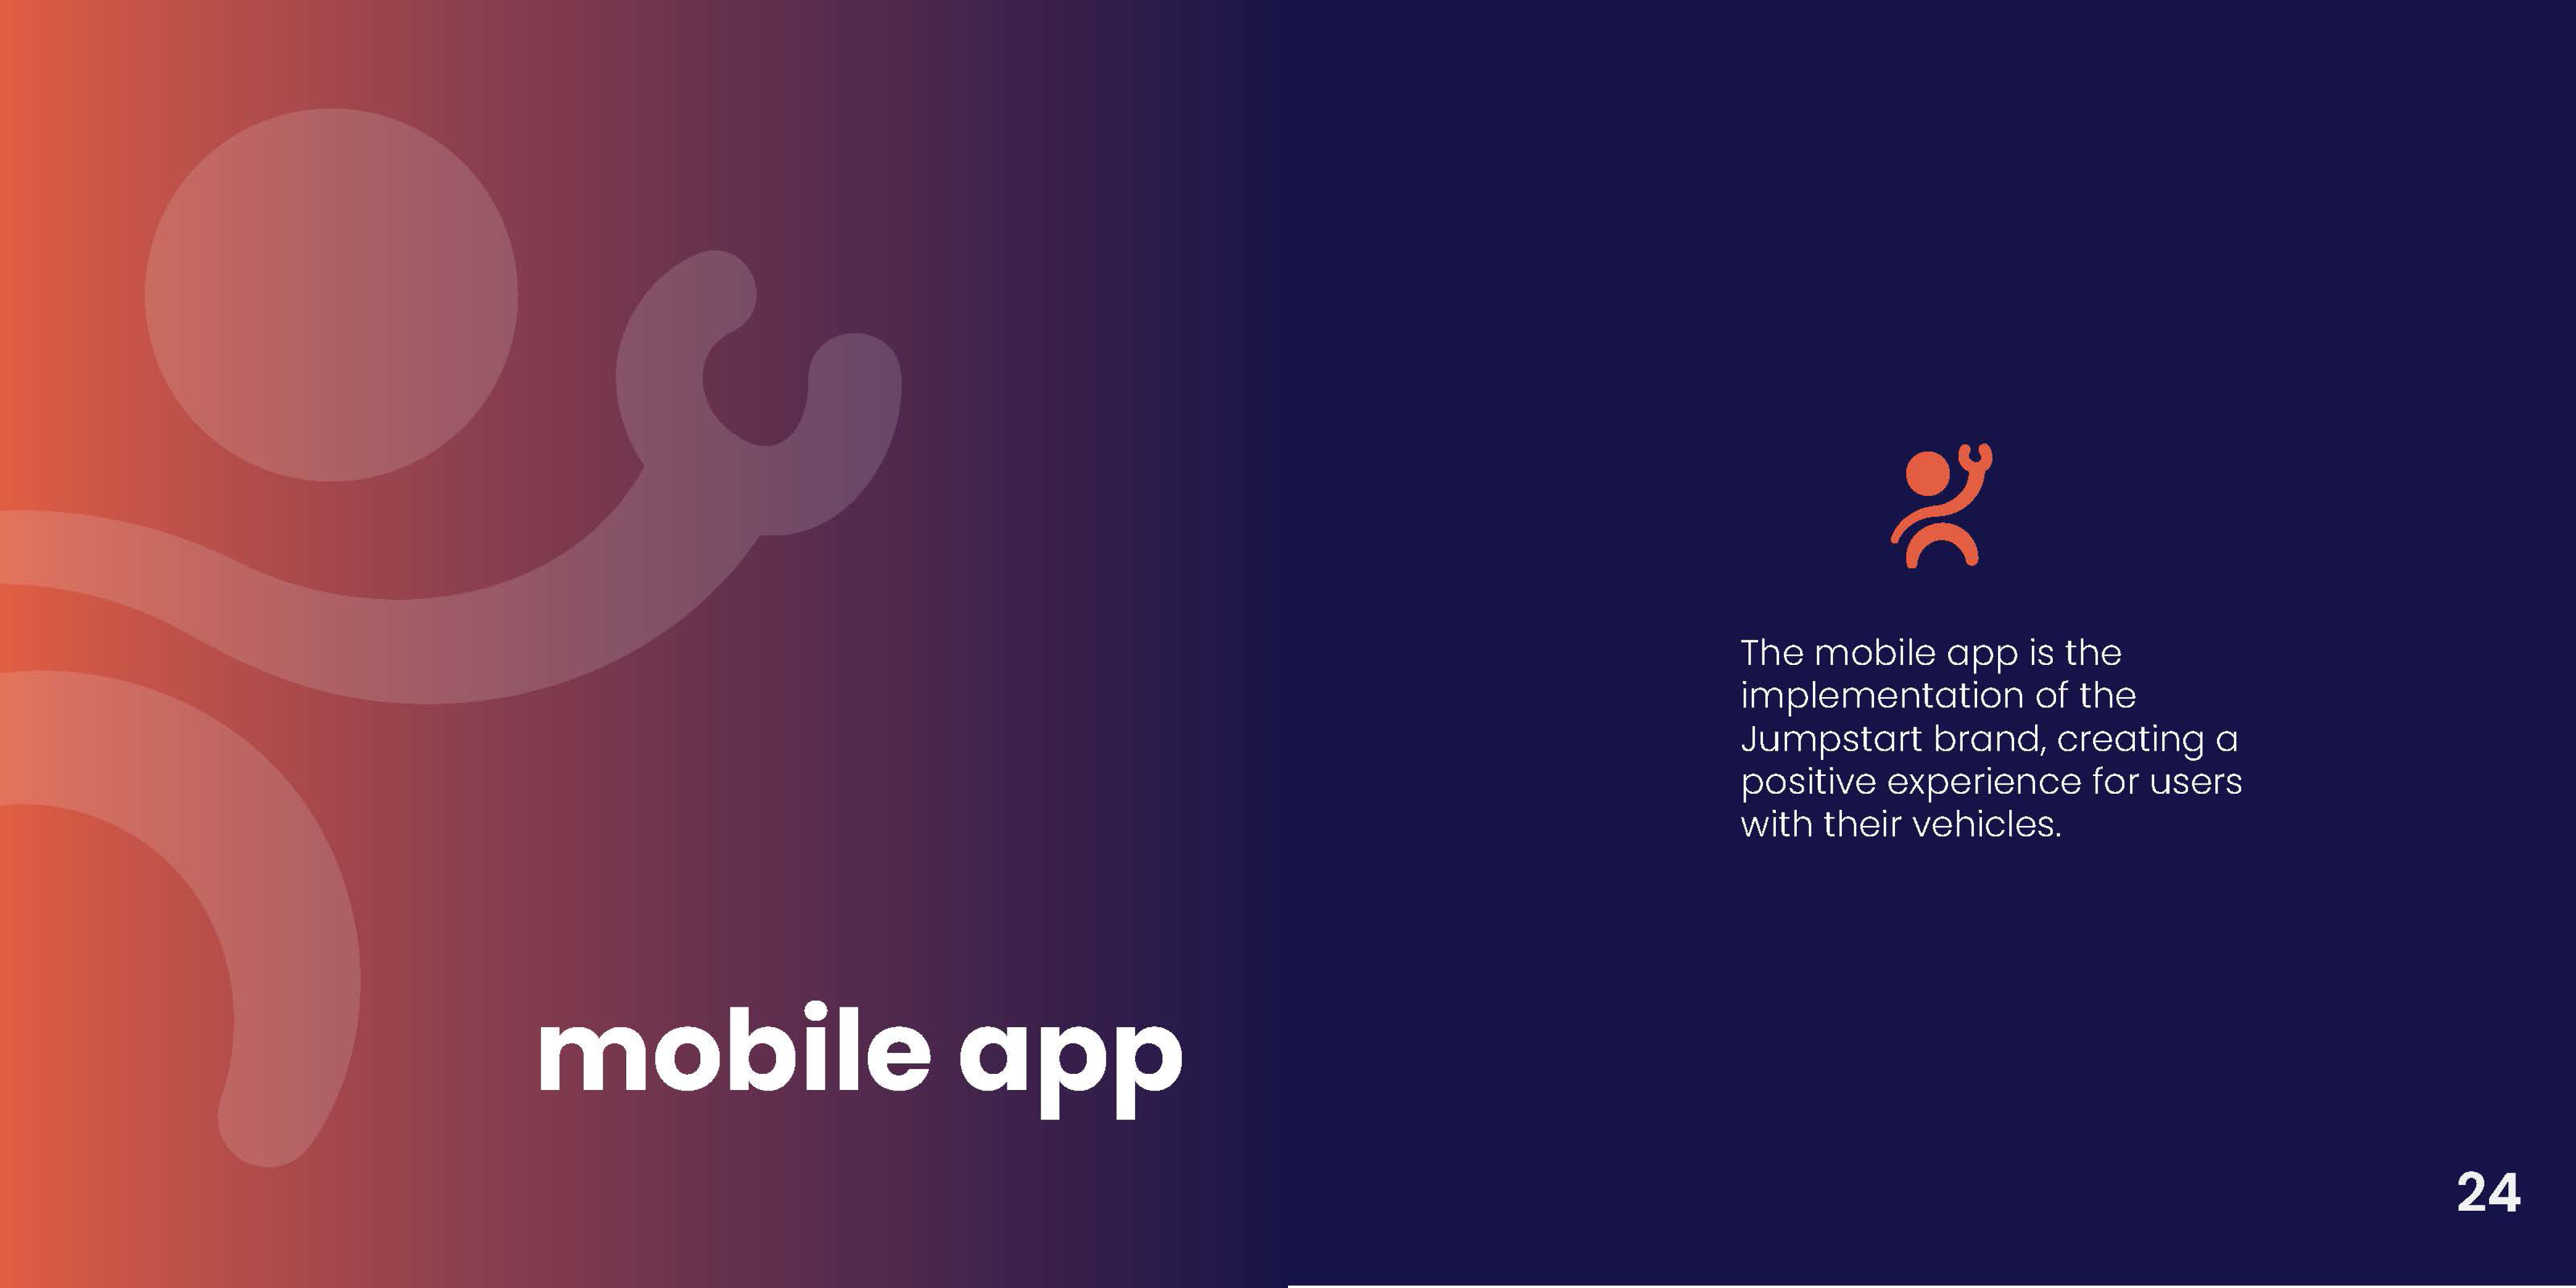 mobile app
The mobile app is the
implementation of the
Jumpstart brand, creating a
positive experience for users
with their vehicles.
24